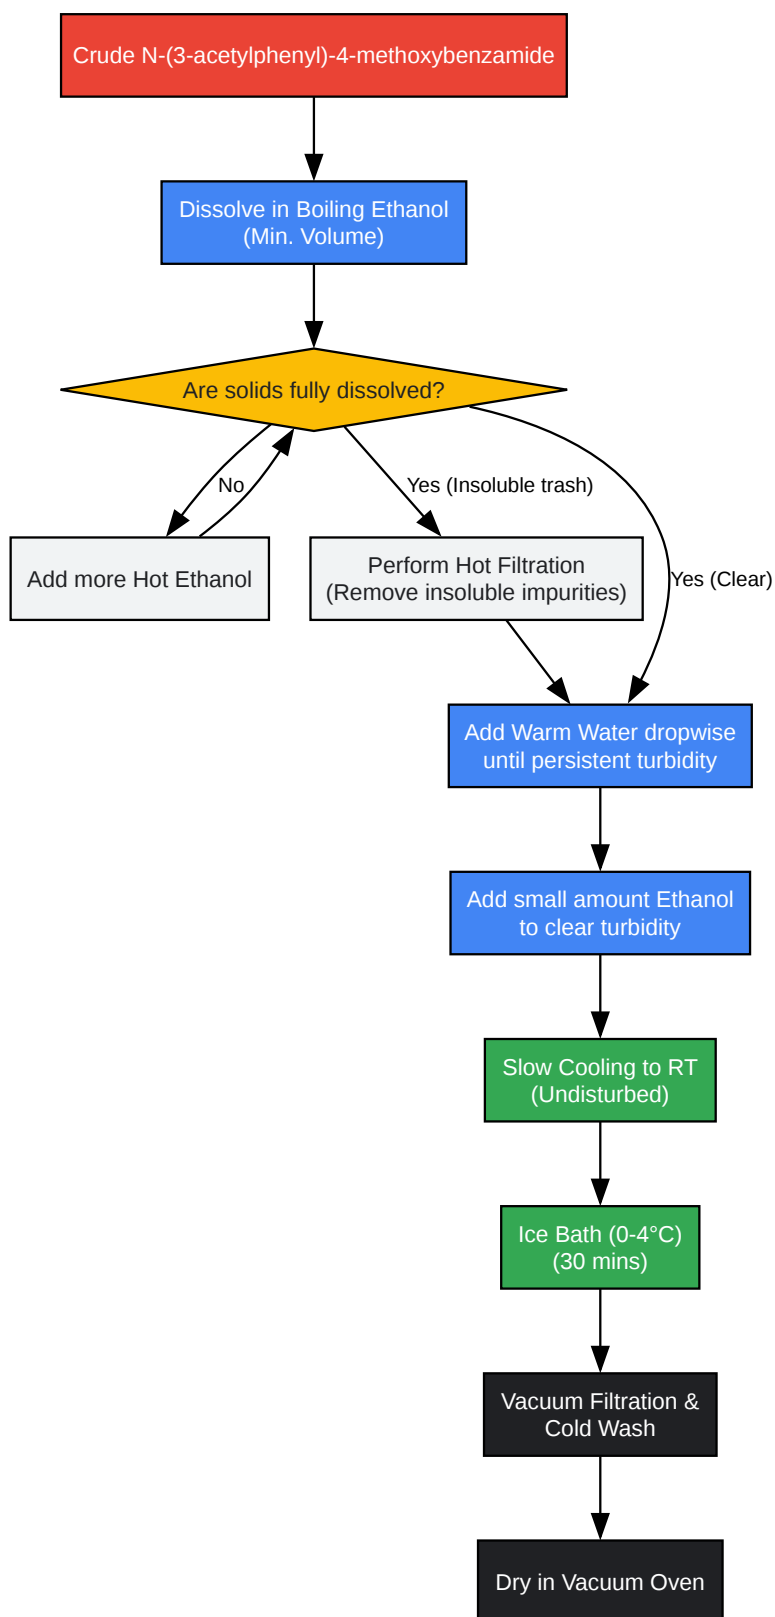 Crude N-(3-acetylphenyl)-4-methoxybenzamide
Dissolve in Boiling Ethanol
(Min. Volume)
Are solids fully dissolved?
No
Yes (Insoluble trash)
Add more Hot Ethanol
Perform Hot Filtration
(Remove insoluble impurities)
Yes (Clear)
Add Warm Water dropwise
until persistent turbidity
Add small amount Ethanol
to clear turbidity
Slow Cooling to RT
(Undisturbed)
Ice Bath (0-4°C)
(30 mins)
Vacuum Filtration &
Cold Wash
Dry in Vacuum Oven